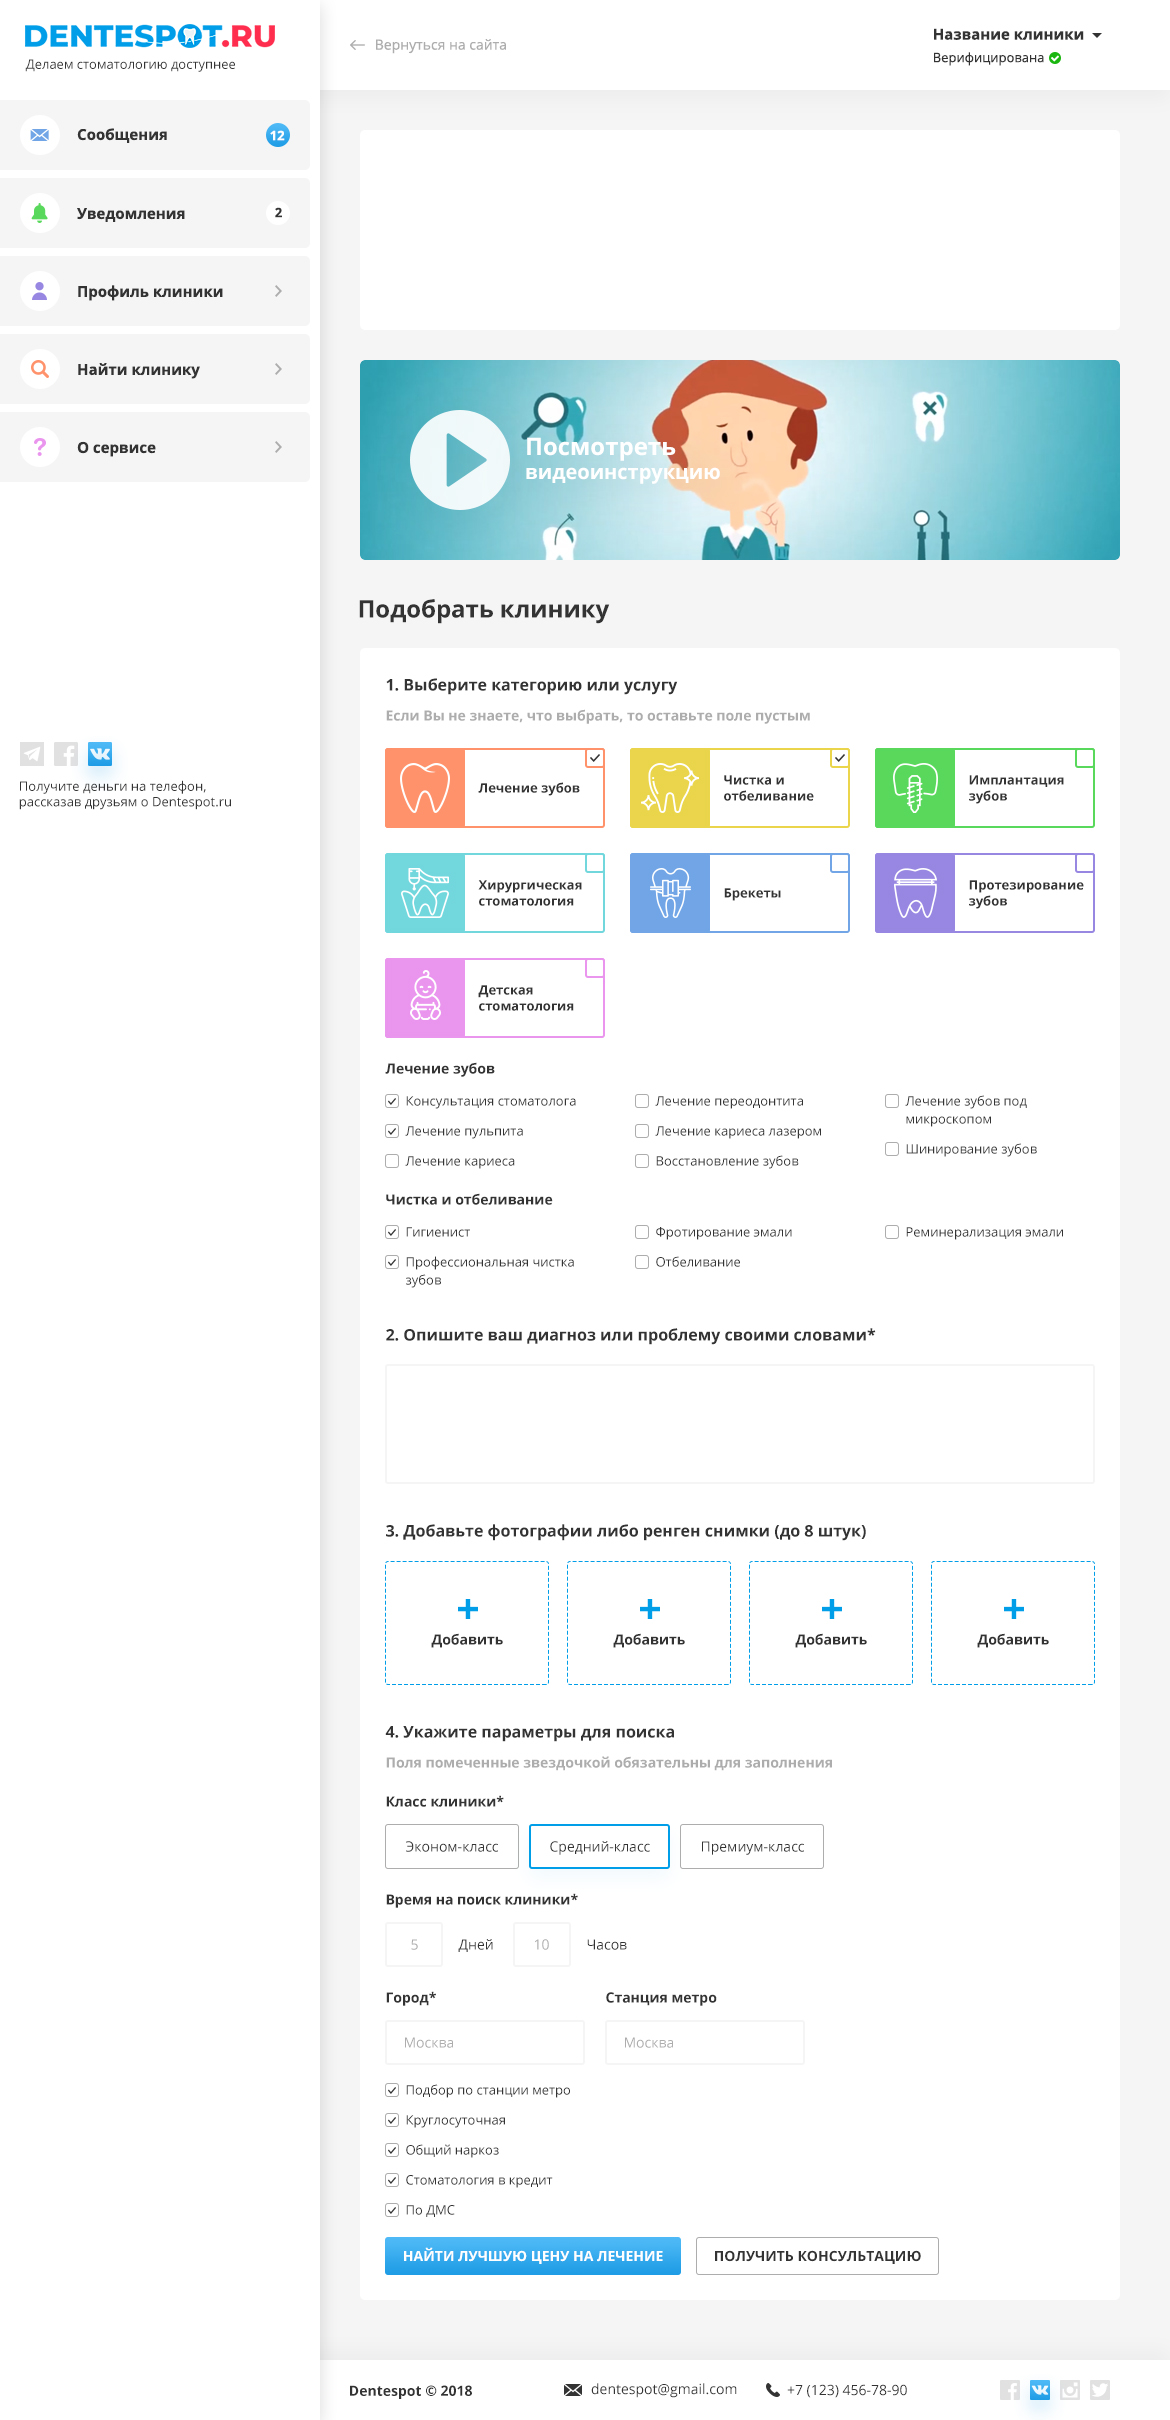 DENTESPOT.RU
Делаем стоматологию доступнее
Вернуться на сайта
Название клиники
Верифицирована
Сообщения
12
Уведомления
2
Профиль клиники
Найти клинику
О сервисе
Получите деньги на телефон,
рассказав друзьям о Dentespot.ru
Посмотреть
видеоинструкцию
Подобрать клинику
1. Выберите категорию или услугу
Если Вы не знаете, что выбрать, то оставьте поле пустым
Лечение зубов
Чистка и
отбеливание
Имплантация
зубов
Хирургическая
стоматология
Брекеты
Протезирование
зубов
Детская
стоматология
Лечение зубов
Консультация стоматолога
Лечение пульпита
Лечение кариеса
Лечение переодонтита
Лечение кариеса лазером
Восстановление зубов
Лечение зубов под
микроскопом
Шинирование зубов
Чистка и отбеливание
Гигиенист
Профессиональная чистка
зубов
Фротирование эмали
Отбеливание
Реминерализация эмали
2. Опишите ваш диагноз или проблему своими словами*
3. Добавьте фотографии либо ренген снимки (до 8 штук)
Добавить
Добавить
Добавить
Добавить
4. Укажите параметры для поиска
Поля помеченные звездочкой обязательны для заполнения
Класс клиники*
Эконом-класс
Средний-класс
Премиум-класс
Время на поиск клиники*
5
Дней
10
Часов
Город*
Станция метро
Москва
Москва
Подбор по станции метро
Круглосуточная
Общий наркоз
Стоматология в кредит
По ДМС
НАЙТИ ЛУЧШУЮ ЦЕНУ НА ЛЕЧЕНИЕ
ПОЛУЧИТЬ КОНСУЛЬТАЦИЮ
Dentespot © 2018
dentespot@gmail.com
+7 (123) 456-78-90